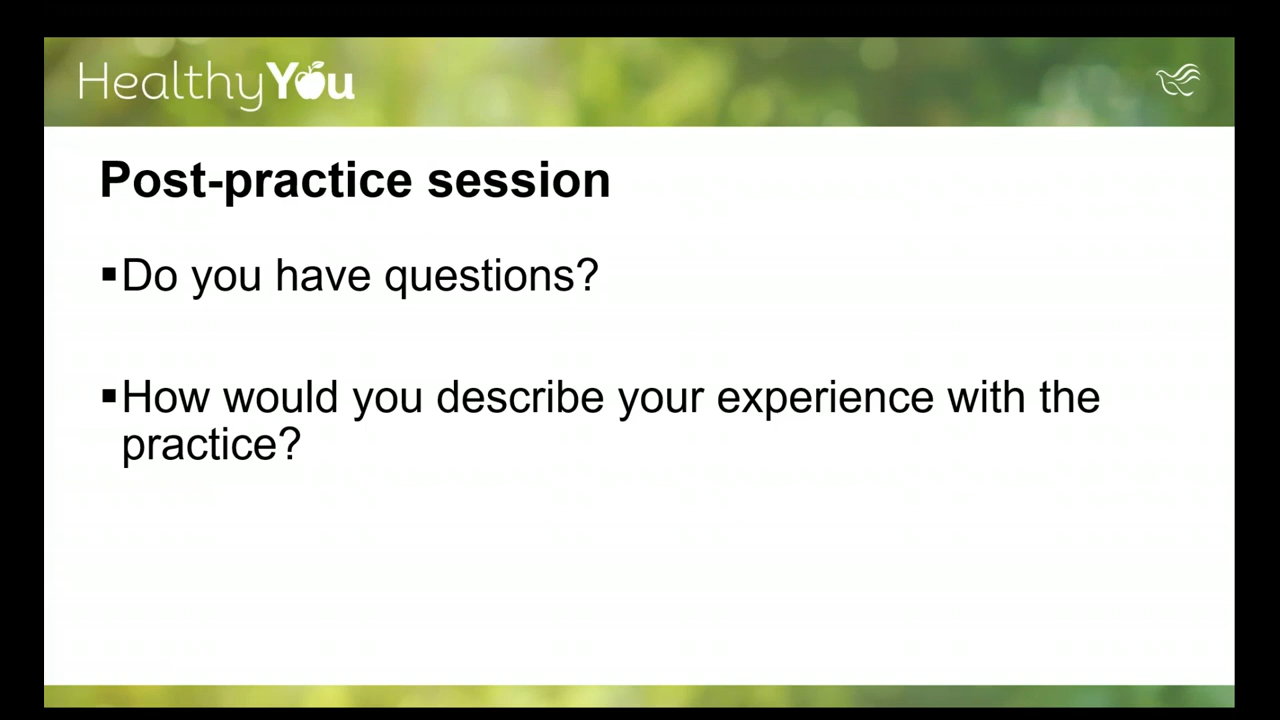 HealthyYou
Post-practice session
▪Do you have questions?
▪How would you describe your experience with the
practice?